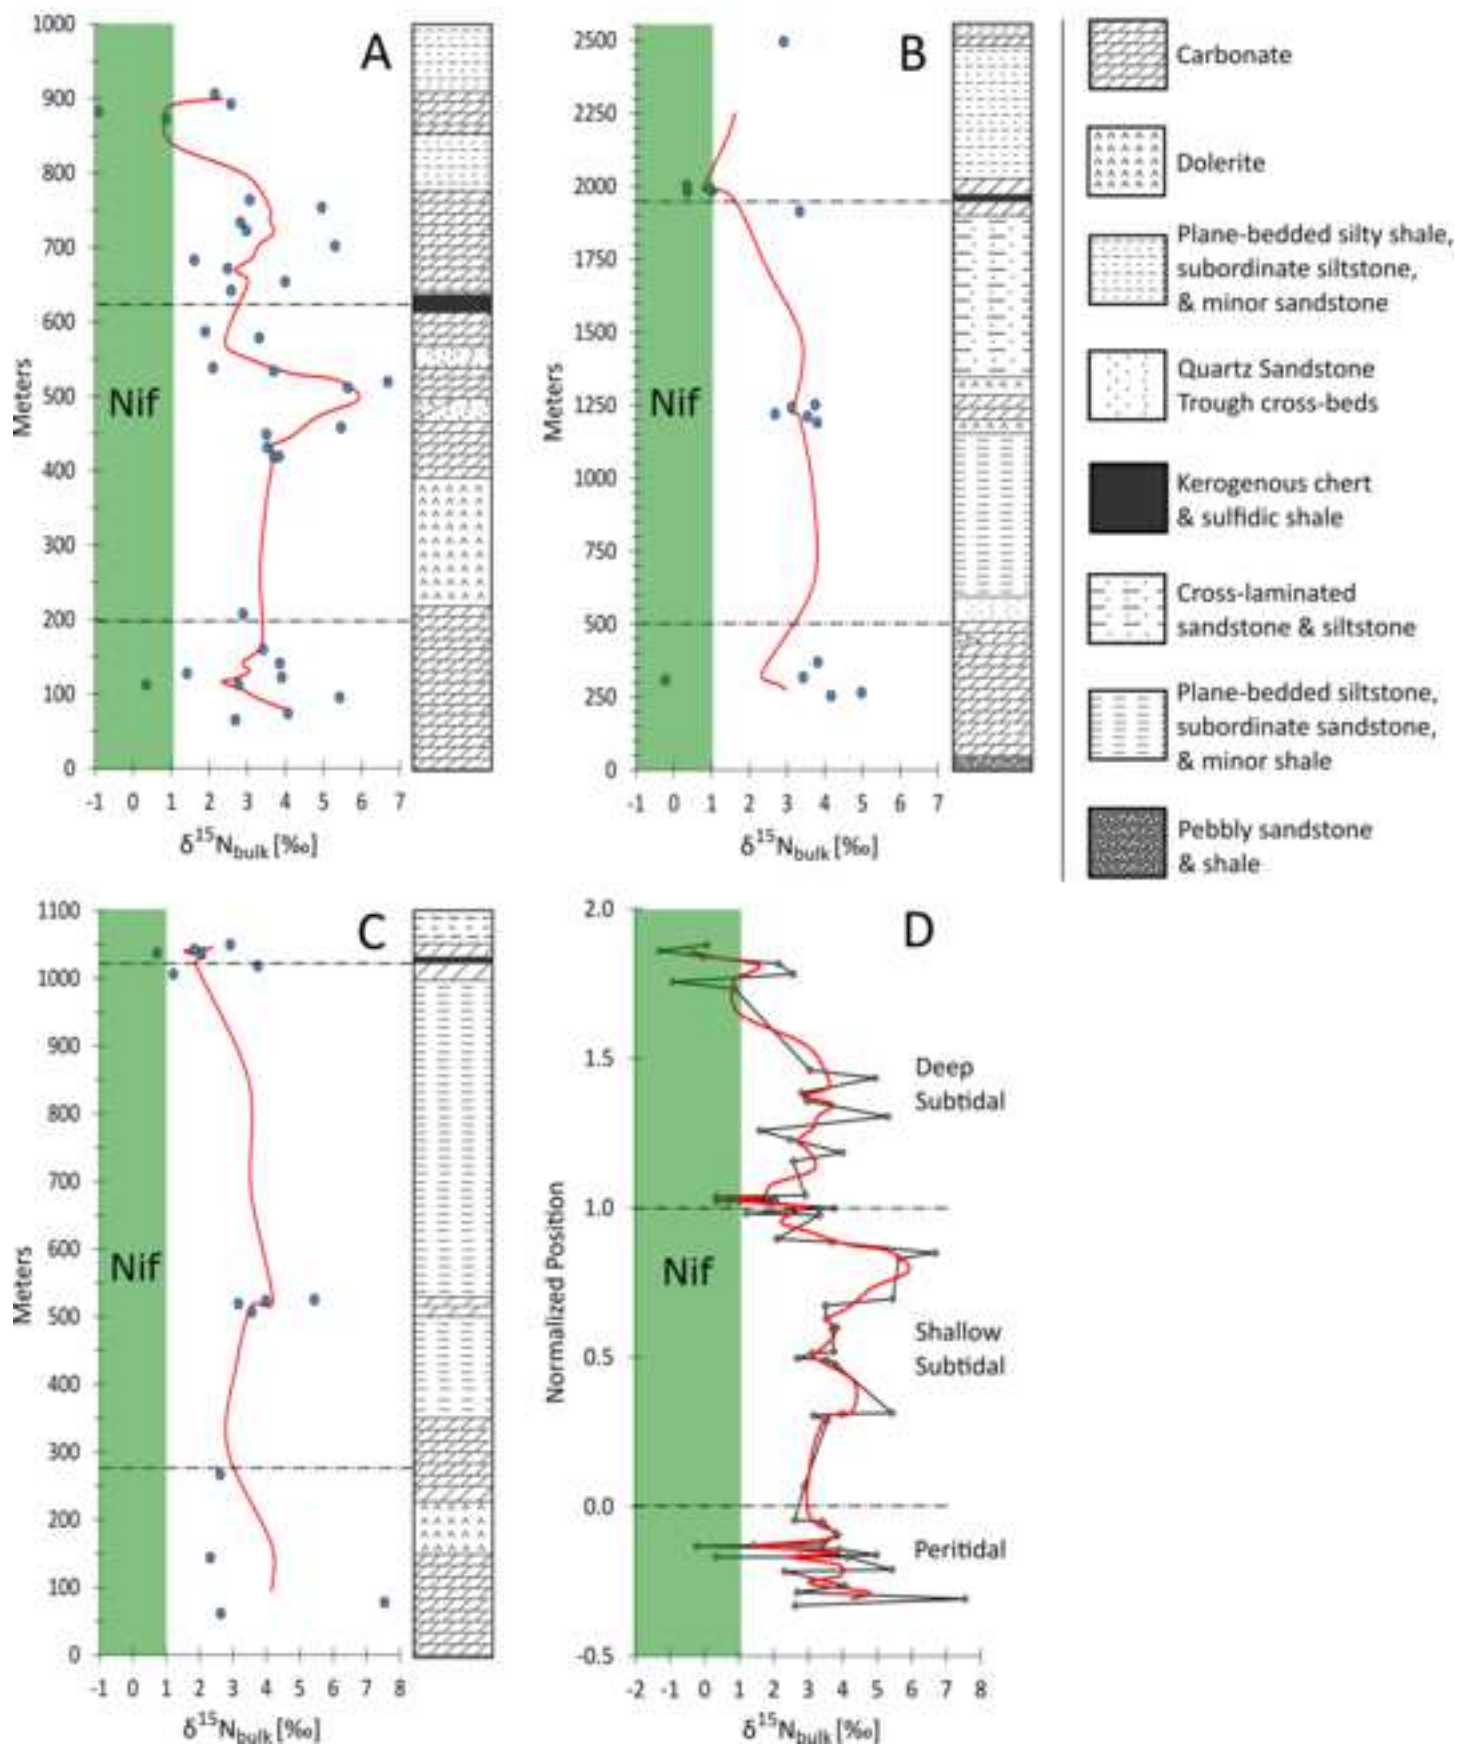 A
1000
900
800
700
600
500
400
300
200
100
0
Meters
Nif
-1 0 1 2 3 4 5 6 7
δ¹⁵N_bulk [‰]
B
2500
2250
2000
1750
1500
1250
1000
750
500
250
0
Meters
Nif
-1 0 1 2 3 4 5 6 7
δ¹⁵N_bulk [‰]
Carbonate
Dolerite
Plane-bedded silty shale,
subordinate siltstone,
& minor sandstone
Quartz Sandstone
Trough cross-beds
Kerogenous chert
& sulfidic shale
Cross-laminated
sandstone & siltstone
Plane-bedded siltstone,
subordinate sandstone,
& minor shale
Pebbly sandstone
& shale
C
1100
1000
900
800
700
600
500
400
300
200
100
0
Meters
Nif
-1 0 1 2 3 4 5 6 7 8
δ¹⁵N_bulk [‰]
D
2.0
1.5
1.0
0.5
0.0
-0.5
Normalized Position
Nif
Deep
Subtidal
Shallow
Subtidal
Peritidal
-2 -1 0 1 2 3 4 5 6 7 8
δ¹⁵N_bulk [‰]